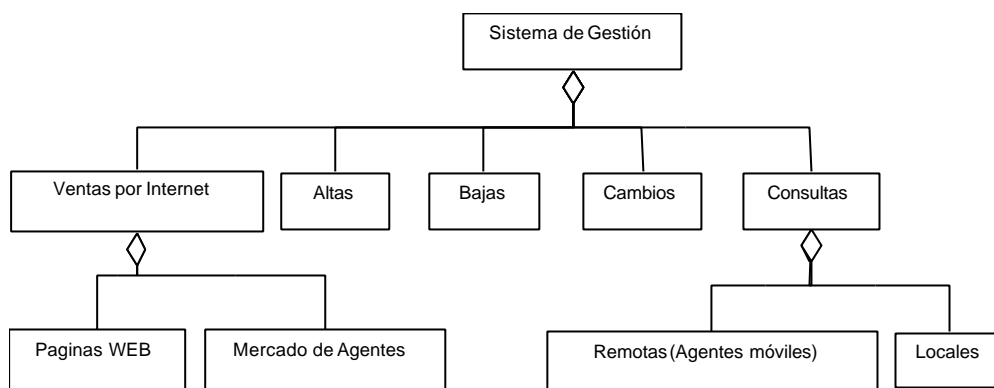 Sistema de Gestión
Ventas por Internet
Altas
Bajas
Cambios
Consultas
Paginas WEB
Mercado de Agentes
Remotas (Agentes móviles)
Locales